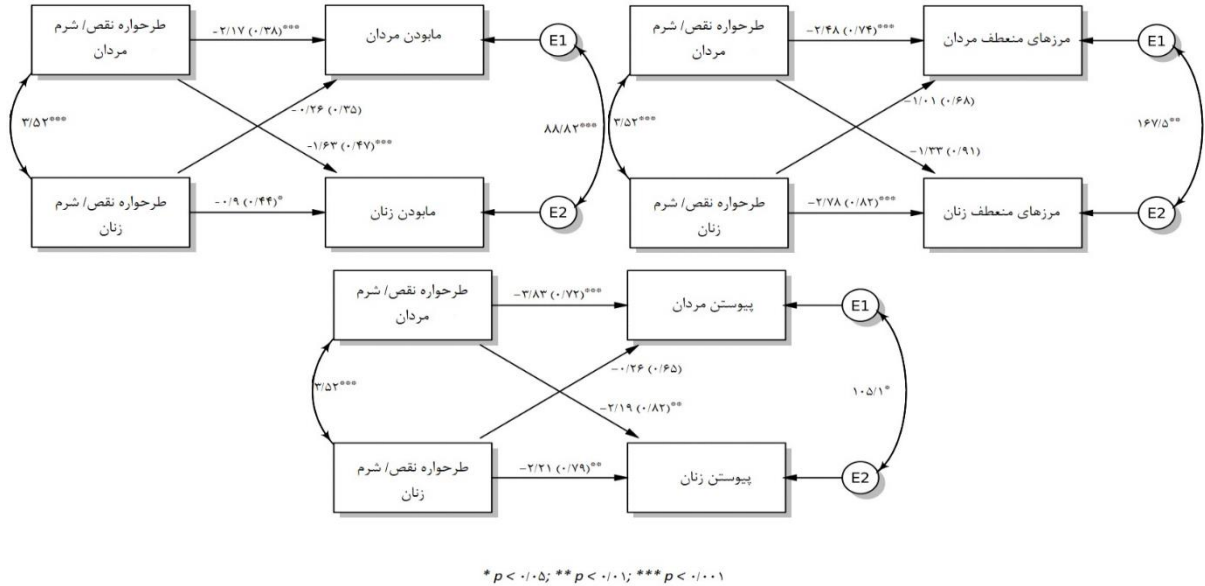 طرحواره نقص/ شرم
مردان
-۲/۱۷ (۰/۳۸)***
مابودن مردان
E1
۳/۵۲***
-۰/۲۶ (۰/۳۵)
-۱/۶۳ (۰/۴۷)***
۸۸/۸۲***
طرحواره نقص/ شرم
زنان
-۰/۹ (۰/۴۴)*
مابودن زنان
E2
طرحواره نقص/ شرم
مردان
-۲/۴۸ (۰/۷۴)***
مرزهای منعطف مردان
E1
۳/۵۲***
-۱/۰۱ (۰/۶۸)
-۱/۳۳ (۰/۹۱)
۱۶۷/۵**
طرحواره نقص/ شرم
زنان
-۲/۷۸ (۰/۸۲)***
مرزهای منعطف زنان
E2
طرحواره نقص/ شرم
مردان
-۳/۸۳ (۰/۷۲)***
پیوستن مردان
E1
۳/۵۲***
-۰/۲۶ (۰/۶۵)
-۲/۱۹ (۰/۸۲)**
۱۰۵/۱*
طرحواره نقص/ شرم
زنان
-۲/۲۱ (۰/۷۹)**
پیوستن زنان
E2
* p < ۰/۰۵; ** p < ۰/۰۱; *** p < ۰/۰۰۱